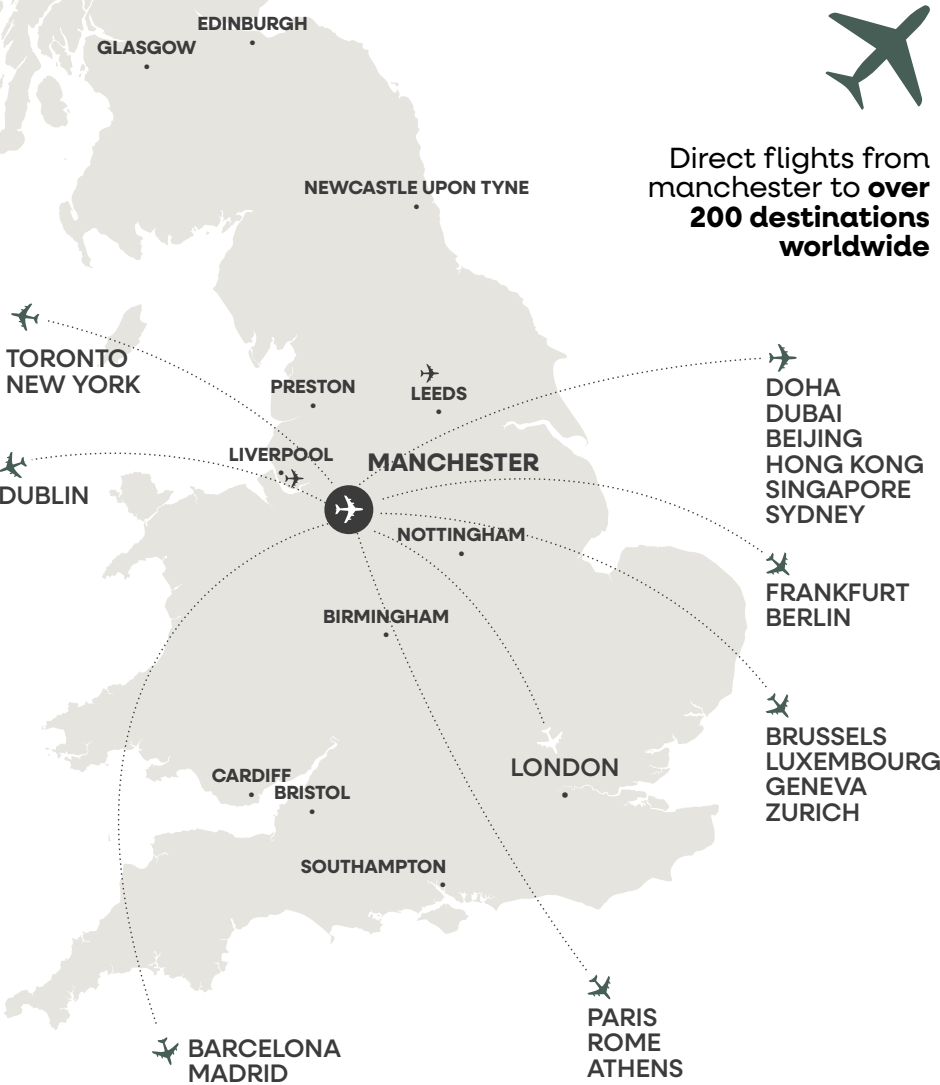 EDINBURGH
GLASGOW
Direct flights from
manchester to over
200 destinations
worldwide
NEWCASTLE UPON TYNE
TORONTO
NEW YORK
PRESTON
LEEDS
DOHA
DUBAI
BEIJING
HONG KONG
SINGAPORE
SYDNEY
LIVERPOOL
MANCHESTER
DUBLIN
NOTTINGHAM
FRANKFURT
BERLIN
BIRMINGHAM
BRUSSELS
LUXEMBOURG
GENEVA
ZURICH
LONDON
CARDIFF
BRISTOL
SOUTHAMPTON
PARIS
ROME
ATHENS
BARCELONA
MADRID